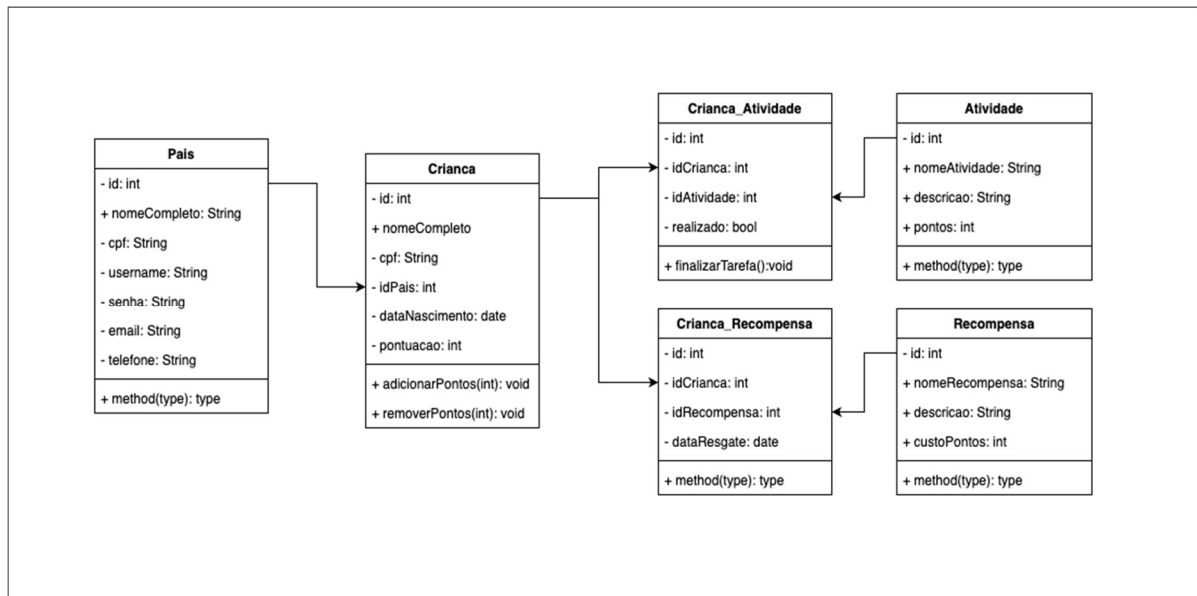 Pais
- id: int
+ nomeCompleto: String
- cpf: String
- username: String
- senha: String
- email: String
- telefone: String
+ method(type): type
Crianca
- id: int
+ nomeCompleto
- cpf: String
- idPais: int
- dataNascimento: date
- pontuacao: int
+ adicionarPontos(int): void
+ removerPontos(int): void
Crianca_Atividade
- id: int
- idCrianca: int
- idAtividade: int
- realizado: bool
+ finalizarTarefa():void
Atividade
- id: int
+ nomeAtividade: String
+ descricao: String
+ pontos: int
+ method(type): type
Crianca_Recompensa
- id: int
- idCrianca: int
- idRecompensa: int
- dataResgate: date
+ method(type): type
Recompensa
- id: int
+ nomeRecompensa: String
+ descricao: String
+ custoPontos: int
+ method(type): type